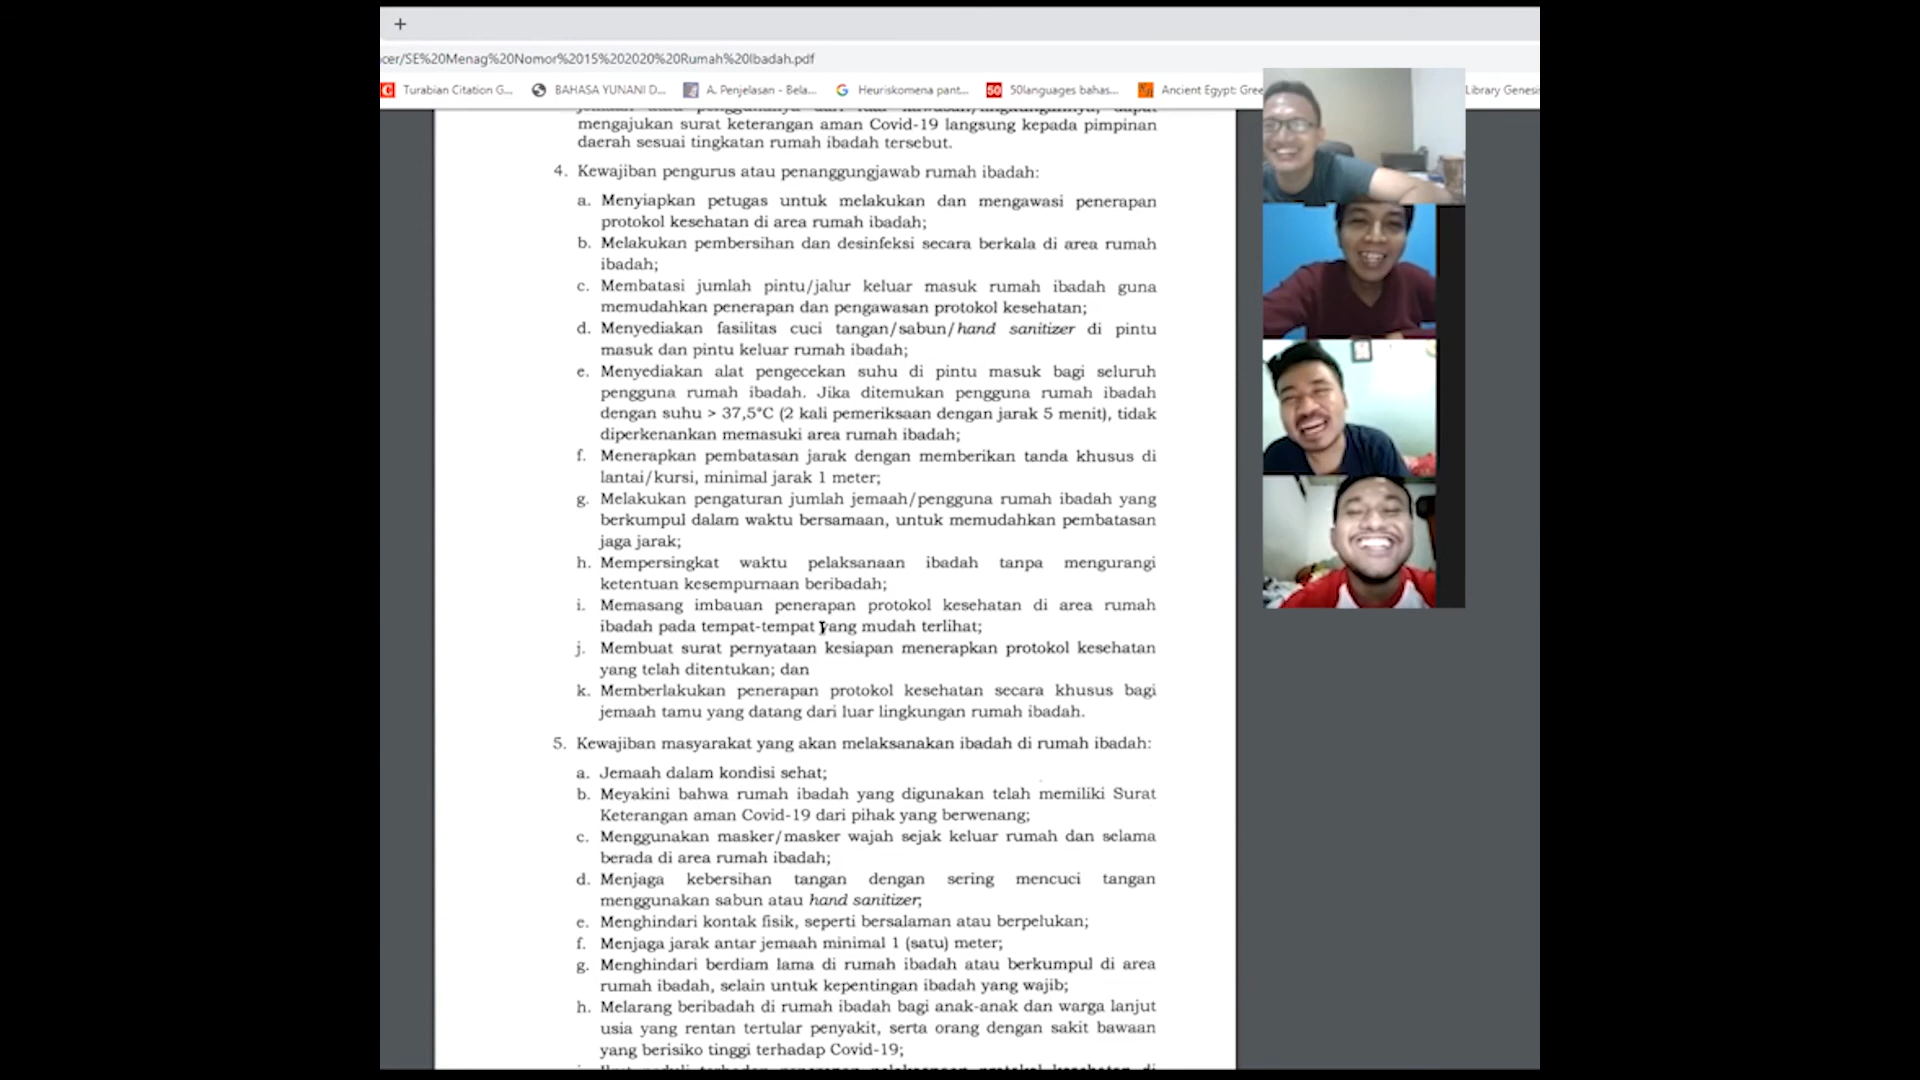 +
cer/SE%20Menag%20Nomor%2015%202020%20Rumah%20Ibadah.pdf
Turabian Citation G... BAHASA YUNANI D... A. Penjelasan - Bela... Heuriskomena pant... 50 50languages bahas... Ancient Egypt: Gree Library Genesis
mengajukan surat keterangan aman Covid-19 langsung kepada pimpinan
daerah sesuai tingkatan rumah ibadah tersebut.
4. Kewajiban pengurus atau penanggungjawab rumah ibadah:
a. Menyiapkan petugas untuk melakukan dan mengawasi penerapan
protokol kesehatan di area rumah ibadah;
b. Melakukan pembersihan dan desinfeksi secara berkala di area rumah
ibadah;
c. Membatasi jumlah pintu/jalur keluar masuk rumah ibadah guna
memudahkan penerapan dan pengawasan protokol kesehatan;
d. Menyediakan fasilitas cuci tangan/sabun/hand sanitizer di pintu
masuk dan pintu keluar rumah ibadah;
e. Menyediakan alat pengecekan suhu di pintu masuk bagi seluruh
pengguna rumah ibadah. Jika ditemukan pengguna rumah ibadah
dengan suhu > 37,5°C (2 kali pemeriksaan dengan jarak 5 menit), tidak
diperkenankan memasuki area rumah ibadah;
f. Menerapkan pembatasan jarak dengan memberikan tanda khusus di
lantai/kursi, minimal jarak 1 meter;
g. Melakukan pengaturan jumlah jemaah/pengguna rumah ibadah yang
berkumpul dalam waktu bersamaan, untuk memudahkan pembatasan
jaga jarak;
h. Mempersingkat waktu pelaksanaan ibadah tanpa mengurangi
ketentuan kesempurnaan beribadah;
i. Memasang imbauan penerapan protokol kesehatan di area rumah
ibadah pada tempat-tempat yang mudah terlihat;
j. Membuat surat pernyataan kesiapan menerapkan protokol kesehatan
yang telah ditentukan; dan
k. Memberlakukan penerapan protokol kesehatan secara khusus bagi
jemaah tamu yang datang dari luar lingkungan rumah ibadah.
5. Kewajiban masyarakat yang akan melaksanakan ibadah di rumah ibadah:
a. Jemaah dalam kondisi sehat;
b. Meyakini bahwa rumah ibadah yang digunakan telah memiliki Surat
Keterangan aman Covid-19 dari pihak yang berwenang;
c. Menggunakan masker/masker wajah sejak keluar rumah dan selama
berada di area rumah ibadah;
d. Menjaga kebersihan tangan dengan sering mencuci tangan
menggunakan sabun atau hand sanitizer;
e. Menghindari kontak fisik, seperti bersalaman atau berpelukan;
f. Menjaga jarak antar jemaah minimal 1 (satu) meter;
g. Menghindari berdiam lama di rumah ibadah atau berkumpul di area
rumah ibadah, selain untuk kepentingan ibadah yang wajib;
h. Melarang beribadah di rumah ibadah bagi anak-anak dan warga lanjut
usia yang rentan tertular penyakit, serta orang dengan sakit bawaan
yang berisiko tinggi terhadap Covid-19;